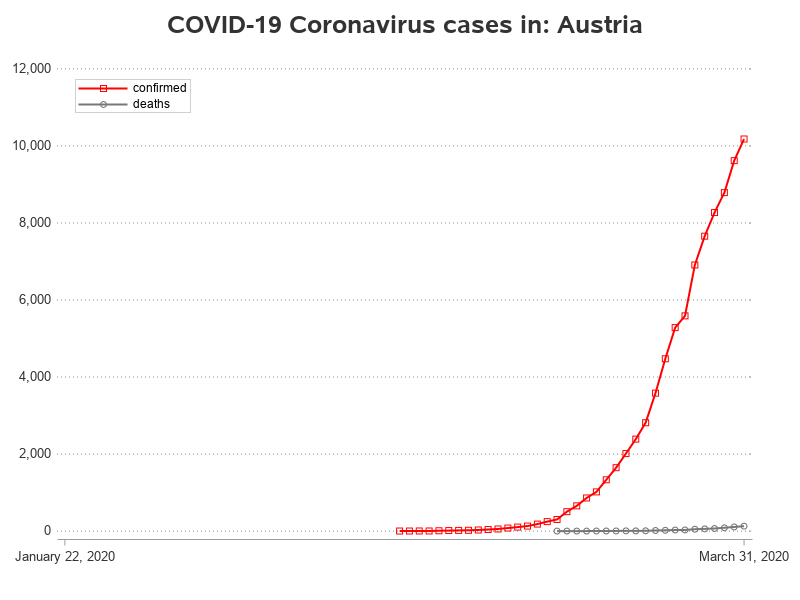 COVID-19 Coronavirus cases in: Austria
12,000
confirmed
deaths
10,000
8,000
6,000
4,000
2,000
0
January 22, 2020
March 31, 2020